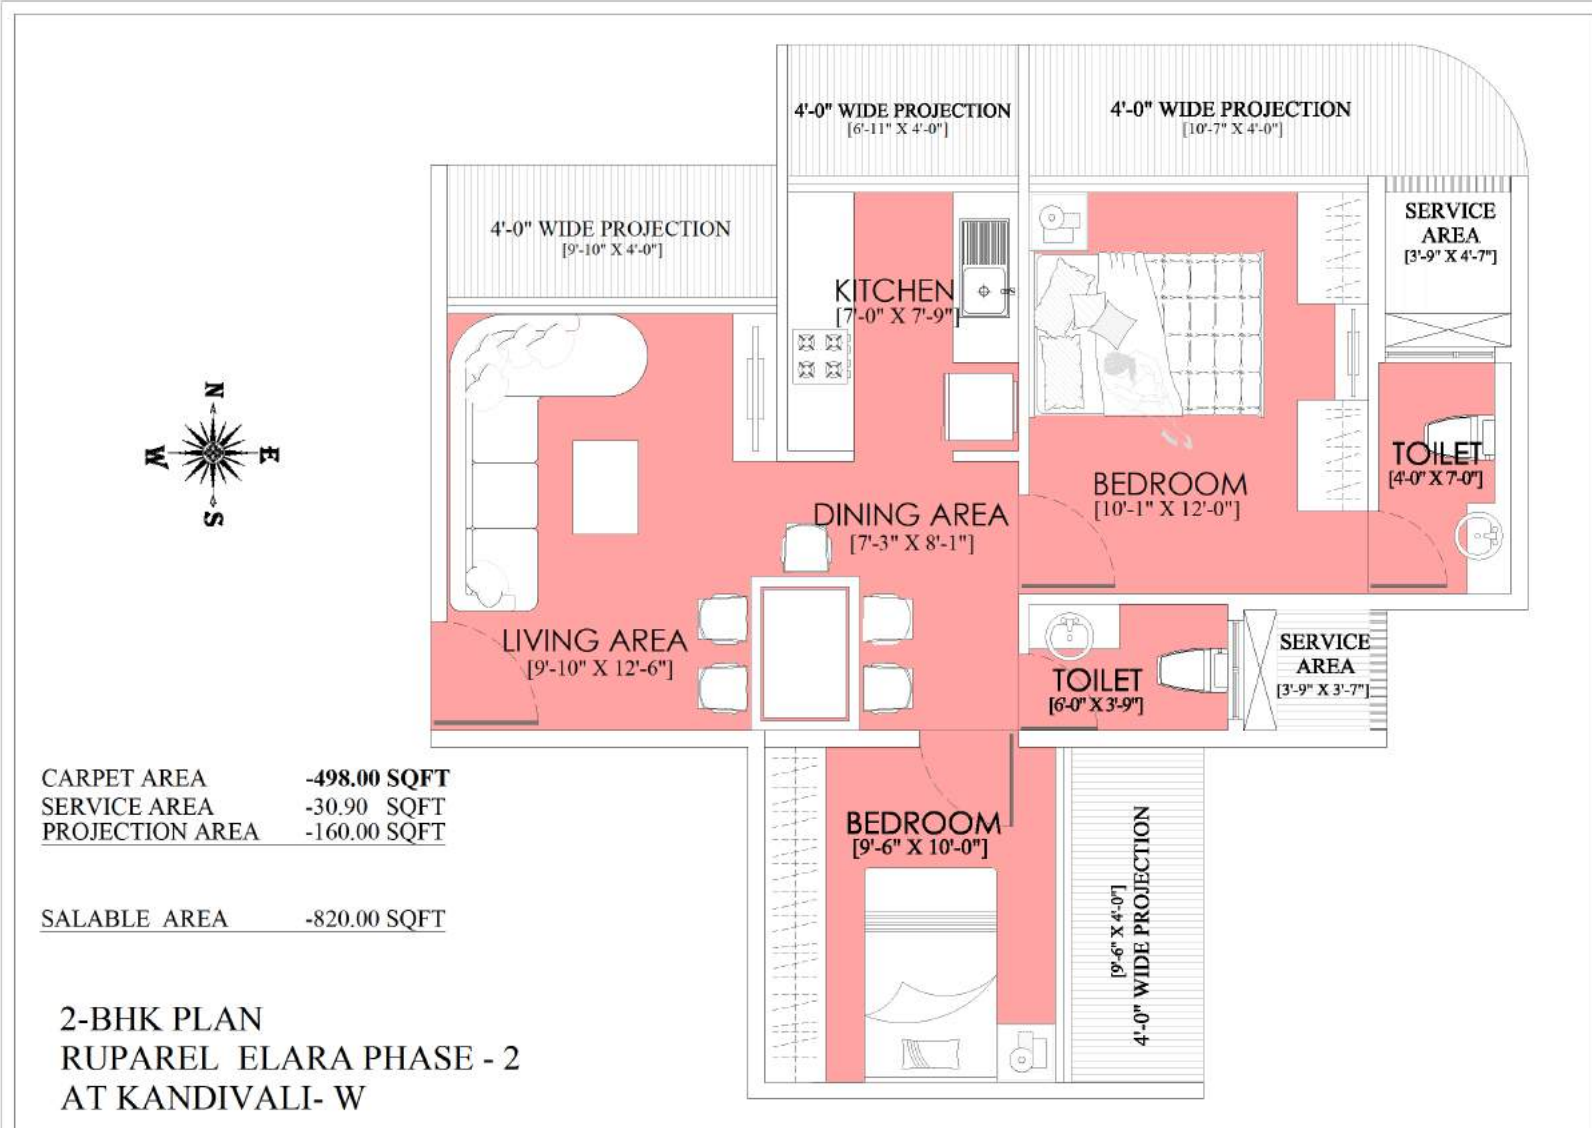 4'-0" WIDE PROJECTION
[6'-11" X 4'-0"]
4'-0" WIDE PROJECTION
[10'-7" X 4'-0"]
4'-0" WIDE PROJECTION
[9'-10" X 4'-0"]
SERVICE
AREA
[3'-9" X 4'-7"]
KITCHEN
[7'-0" X 7'-9"]
N
W
E
S
TOILET
[4'-0" X 7'-0"]
BEDROOM
[10'-1" X 12'-0"]
DINING AREA
[7'-3" X 8'-1"]
LIVING AREA
[9'-10" X 12'-6"]
SERVICE
AREA
[3'-9" X 3'-7"]
TOILET
[6'-0" X 3'-9"]
CARPET AREA -498.00 SQFT
SERVICE AREA -30.90 SQFT
PROJECTION AREA -160.00 SQFT
BEDROOM
[9'-6" X 10'-0"]
[9'-6" X 4'-0"]
4'-0" WIDE PROJECTION
SALABLE AREA -820.00 SQFT
2-BHK PLAN
RUPAREL ELARA PHASE - 2
AT KANDIVALI- W